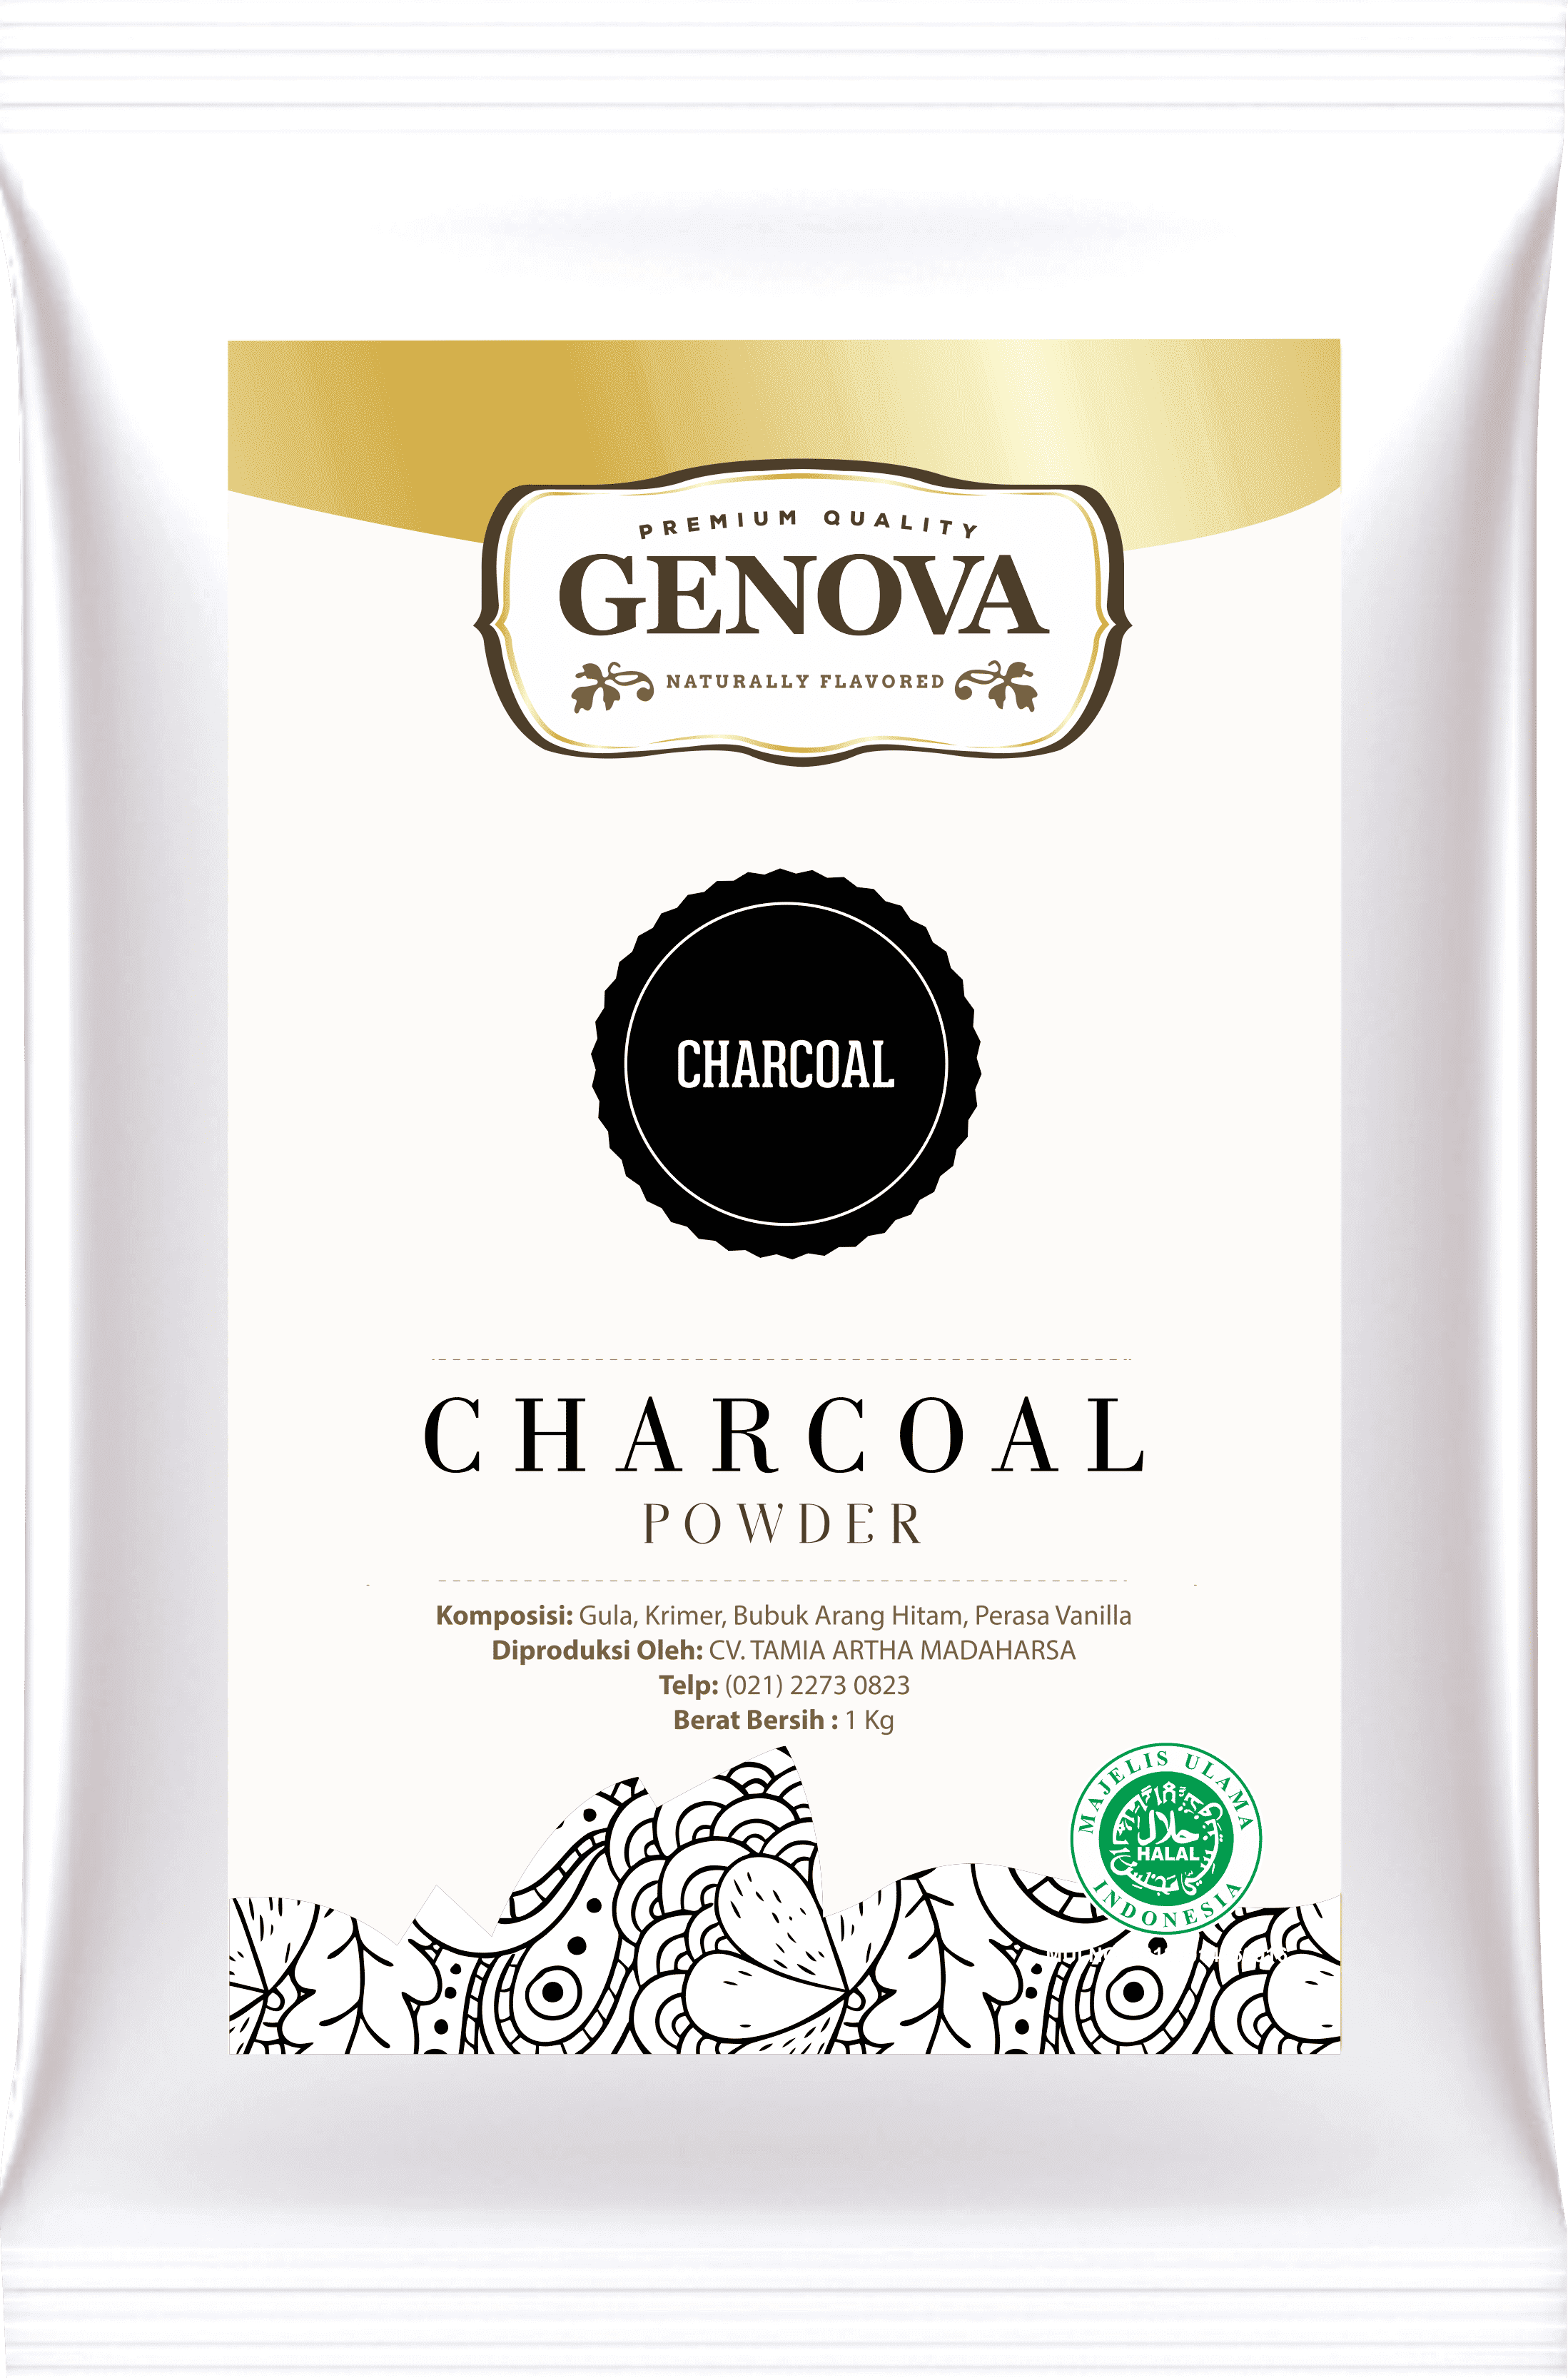 PREMIUM QUALITY
GENOVA
NATURALLY FLAVORED
CHARCOAL
CHARCOAL
POWDER
Komposisi: Gula, Krimer, Bubuk Arang Hitam, Perasa Vanilla
Diproduksi Oleh: CV. TAMIA ARTHA MADAHARSA
Telp: (021) 2273 0823
Berat Bersih : 1 Kg
MAJELIS ULAMA
حلال
HALAL
INDONESIA